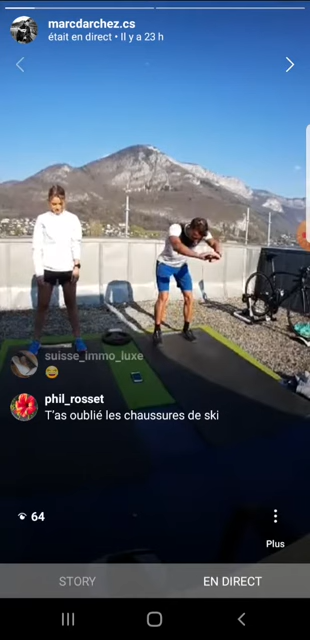 marcdarchez.cs
était en direct • Il y a 23 h
suisse_immo_luxe
phil_rosset
T'as oublié les chaussures de ski
64
Plus
STORY
EN DIRECT